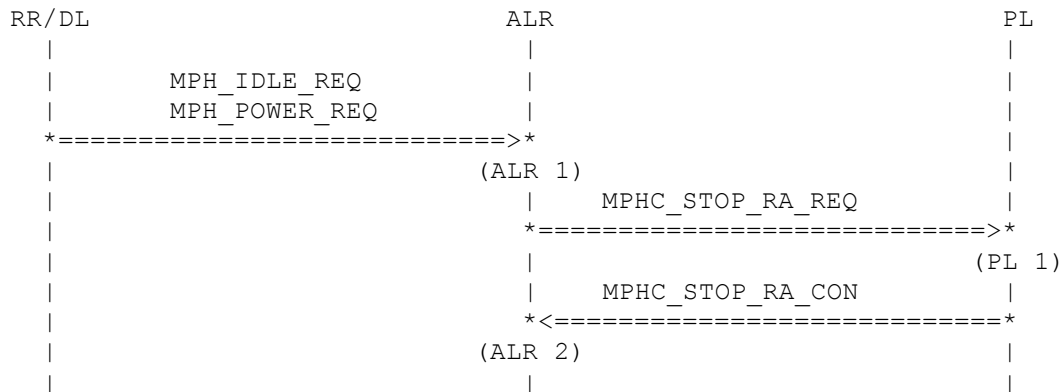 RR/DL ALR PL
MPH_IDLE_REQ
MPH_POWER_REQ
(ALR 1)
MPHC_STOP_RA_REQ
(PL 1)
MPHC_STOP_RA_CON
(ALR 2)